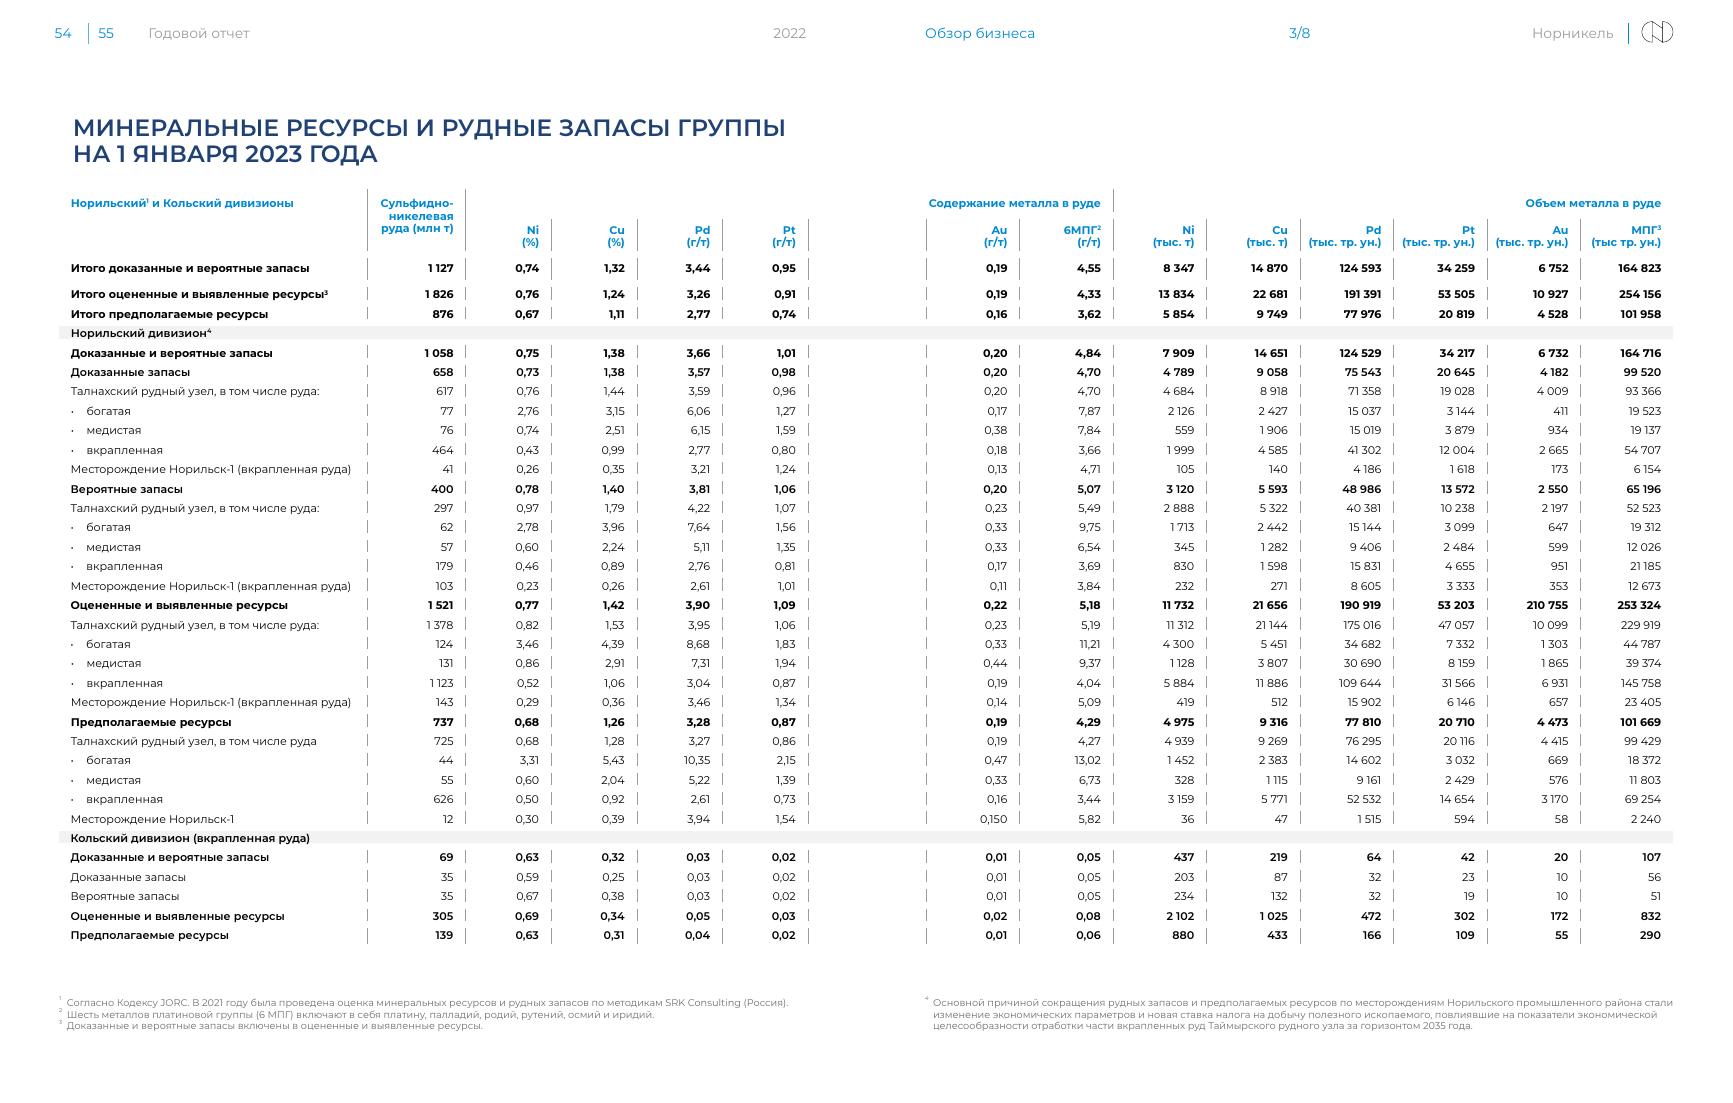 54 55 Годовой отчет 2022 Обзор бизнеса 3/8 Норникель
МИНЕРАЛЬНЫЕ РЕСУРСЫ И РУДНЫЕ ЗАПАСЫ ГРУППЫ
НА 1 ЯНВАРЯ 2023 ГОДА
Норильский¹ и Кольский дивизионы Сульфидно- Содержание металла в руде Объем металла в руде
никелевая
руда (млн т) Ni Cu Pd Pt Au 6МПГ² Ni Cu Pd Pt Au МПГ³
(%) (%) (г/т) (г/т) (г/т) (г/т) (тыс. т) (тыс. т) (тыс. тр. ун.) (тыс. тр. ун.) (тыс. тр. ун.) (тыс тр. ун.)
Итого доказанные и вероятные запасы 1 127 0,74 1,32 3,44 0,95 0,19 4,55 8 347 14 870 124 593 34 259 6 752 164 823
Итого оцененные и выявленные ресурсы³ 1 826 0,76 1,24 3,26 0,91 0,19 4,33 13 834 22 681 191 391 53 505 10 927 254 156
Итого предполагаемые ресурсы 876 0,67 1,11 2,77 0,74 0,16 3,62 5 854 9 749 77 976 20 819 4 528 101 958
Норильский дивизион⁴
Доказанные и вероятные запасы 1 058 0,75 1,38 3,66 1,01 0,20 4,84 7 909 14 651 124 529 34 217 6 732 164 716
Доказанные запасы 658 0,73 1,38 3,57 0,98 0,20 4,70 4 789 9 058 75 543 20 645 4 182 99 520
Талнахский рудный узел, в том числе руда: 617 0,76 1,44 3,59 0,96 0,20 4,70 4 684 8 918 71 358 19 028 4 009 93 366
· богатая 77 2,76 3,15 6,06 1,27 0,17 7,87 2 126 2 427 15 037 3 144 411 19 523
· медистая 76 0,74 2,51 6,15 1,59 0,38 7,84 559 1 906 15 019 3 879 934 19 137
· вкрапленная 464 0,43 0,99 2,77 0,80 0,18 3,66 1 999 4 585 41 302 12 004 2 665 54 707
Месторождение Норильск-1 (вкрапленная руда) 41 0,26 0,35 3,21 1,24 0,13 4,71 105 140 4 186 1 618 173 6 154
Вероятные запасы 400 0,78 1,40 3,81 1,06 0,20 5,07 3 120 5 593 48 986 13 572 2 550 65 196
Талнахский рудный узел, в том числе руда: 297 0,97 1,79 4,22 1,07 0,23 5,49 2 888 5 322 40 381 10 238 2 197 52 523
· богатая 62 2,78 3,96 7,64 1,56 0,33 9,75 1 713 2 442 15 144 3 099 647 19 312
· медистая 57 0,60 2,24 5,11 1,35 0,33 6,54 345 1 282 9 406 2 484 599 12 026
· вкрапленная 179 0,46 0,89 2,76 0,81 0,17 3,69 830 1 598 15 831 4 655 951 21 185
Месторождение Норильск-1 (вкрапленная руда) 103 0,23 0,26 2,61 1,01 0,11 3,84 232 271 8 605 3 333 353 12 673
Оцененные и выявленные ресурсы 1 521 0,77 1,42 3,90 1,09 0,22 5,18 11 732 21 656 190 919 53 203 210 755 253 324
Талнахский рудный узел, в том числе руда: 1 378 0,82 1,53 3,95 1,06 0,23 5,19 11 312 21 144 175 016 47 057 10 099 229 919
· богатая 124 3,46 4,39 8,68 1,83 0,33 11,21 4 300 5 451 34 682 7 332 1 303 44 787
· медистая 131 0,86 2,91 7,31 1,94 0,44 9,37 1 128 3 807 30 690 8 159 1 865 39 374
· вкрапленная 1 123 0,52 1,06 3,04 0,87 0,19 4,04 5 884 11 886 109 644 31 566 6 931 145 758
Месторождение Норильск-1 (вкрапленная руда) 143 0,29 0,36 3,46 1,34 0,14 5,09 419 512 15 902 6 146 657 23 405
Предполагаемые ресурсы 737 0,68 1,26 3,28 0,87 0,19 4,29 4 975 9 316 77 810 20 710 4 473 101 669
Талнахский рудный узел, в том числе руда 725 0,68 1,28 3,27 0,86 0,19 4,27 4 939 9 269 76 295 20 116 4 415 99 429
· богатая 44 3,31 5,43 10,35 2,15 0,47 13,02 1 452 2 383 14 602 3 032 669 18 372
· медистая 55 0,60 2,04 5,22 1,39 0,33 6,73 328 1 115 9 161 2 429 576 11 803
· вкрапленная 626 0,50 0,92 2,61 0,73 0,16 3,44 3 159 5 771 52 532 14 654 3 170 69 254
Месторождение Норильск-1 12 0,30 0,39 3,94 1,54 0,150 5,82 36 47 1 515 594 58 2 240
Кольский дивизион (вкрапленная руда)
Доказанные и вероятные запасы 69 0,63 0,32 0,03 0,02 0,01 0,05 437 219 64 42 20 107
Доказанные запасы 35 0,59 0,25 0,03 0,02 0,01 0,05 203 87 32 23 10 56
Вероятные запасы 35 0,67 0,38 0,03 0,02 0,01 0,05 234 132 32 19 10 51
Оцененные и выявленные ресурсы 305 0,69 0,34 0,05 0,03 0,02 0,08 2 102 1 025 472 302 172 832
Предполагаемые ресурсы 139 0,63 0,31 0,04 0,02 0,01 0,06 880 433 166 109 55 290
¹ Согласно Кодексу JORC. В 2021 году была проведена оценка минеральных ресурсов и рудных запасов по методикам SRK Consulting (Россия).
² Шесть металлов платиновой группы (6 МПГ) включают в себя платину, палладий, родий, рутений, осмий и иридий.
³ Доказанные и вероятные запасы включены в оцененные и выявленные ресурсы.
⁴ Основной причиной сокращения рудных запасов и предполагаемых ресурсов по месторождениям Норильского промышленного района стали
изменение экономических параметров и новая ставка налога на добычу полезного ископаемого, повлиявшие на показатели экономической
целесообразности отработки части вкрапленных руд Таймырского рудного узла за горизонтом 2035 года.